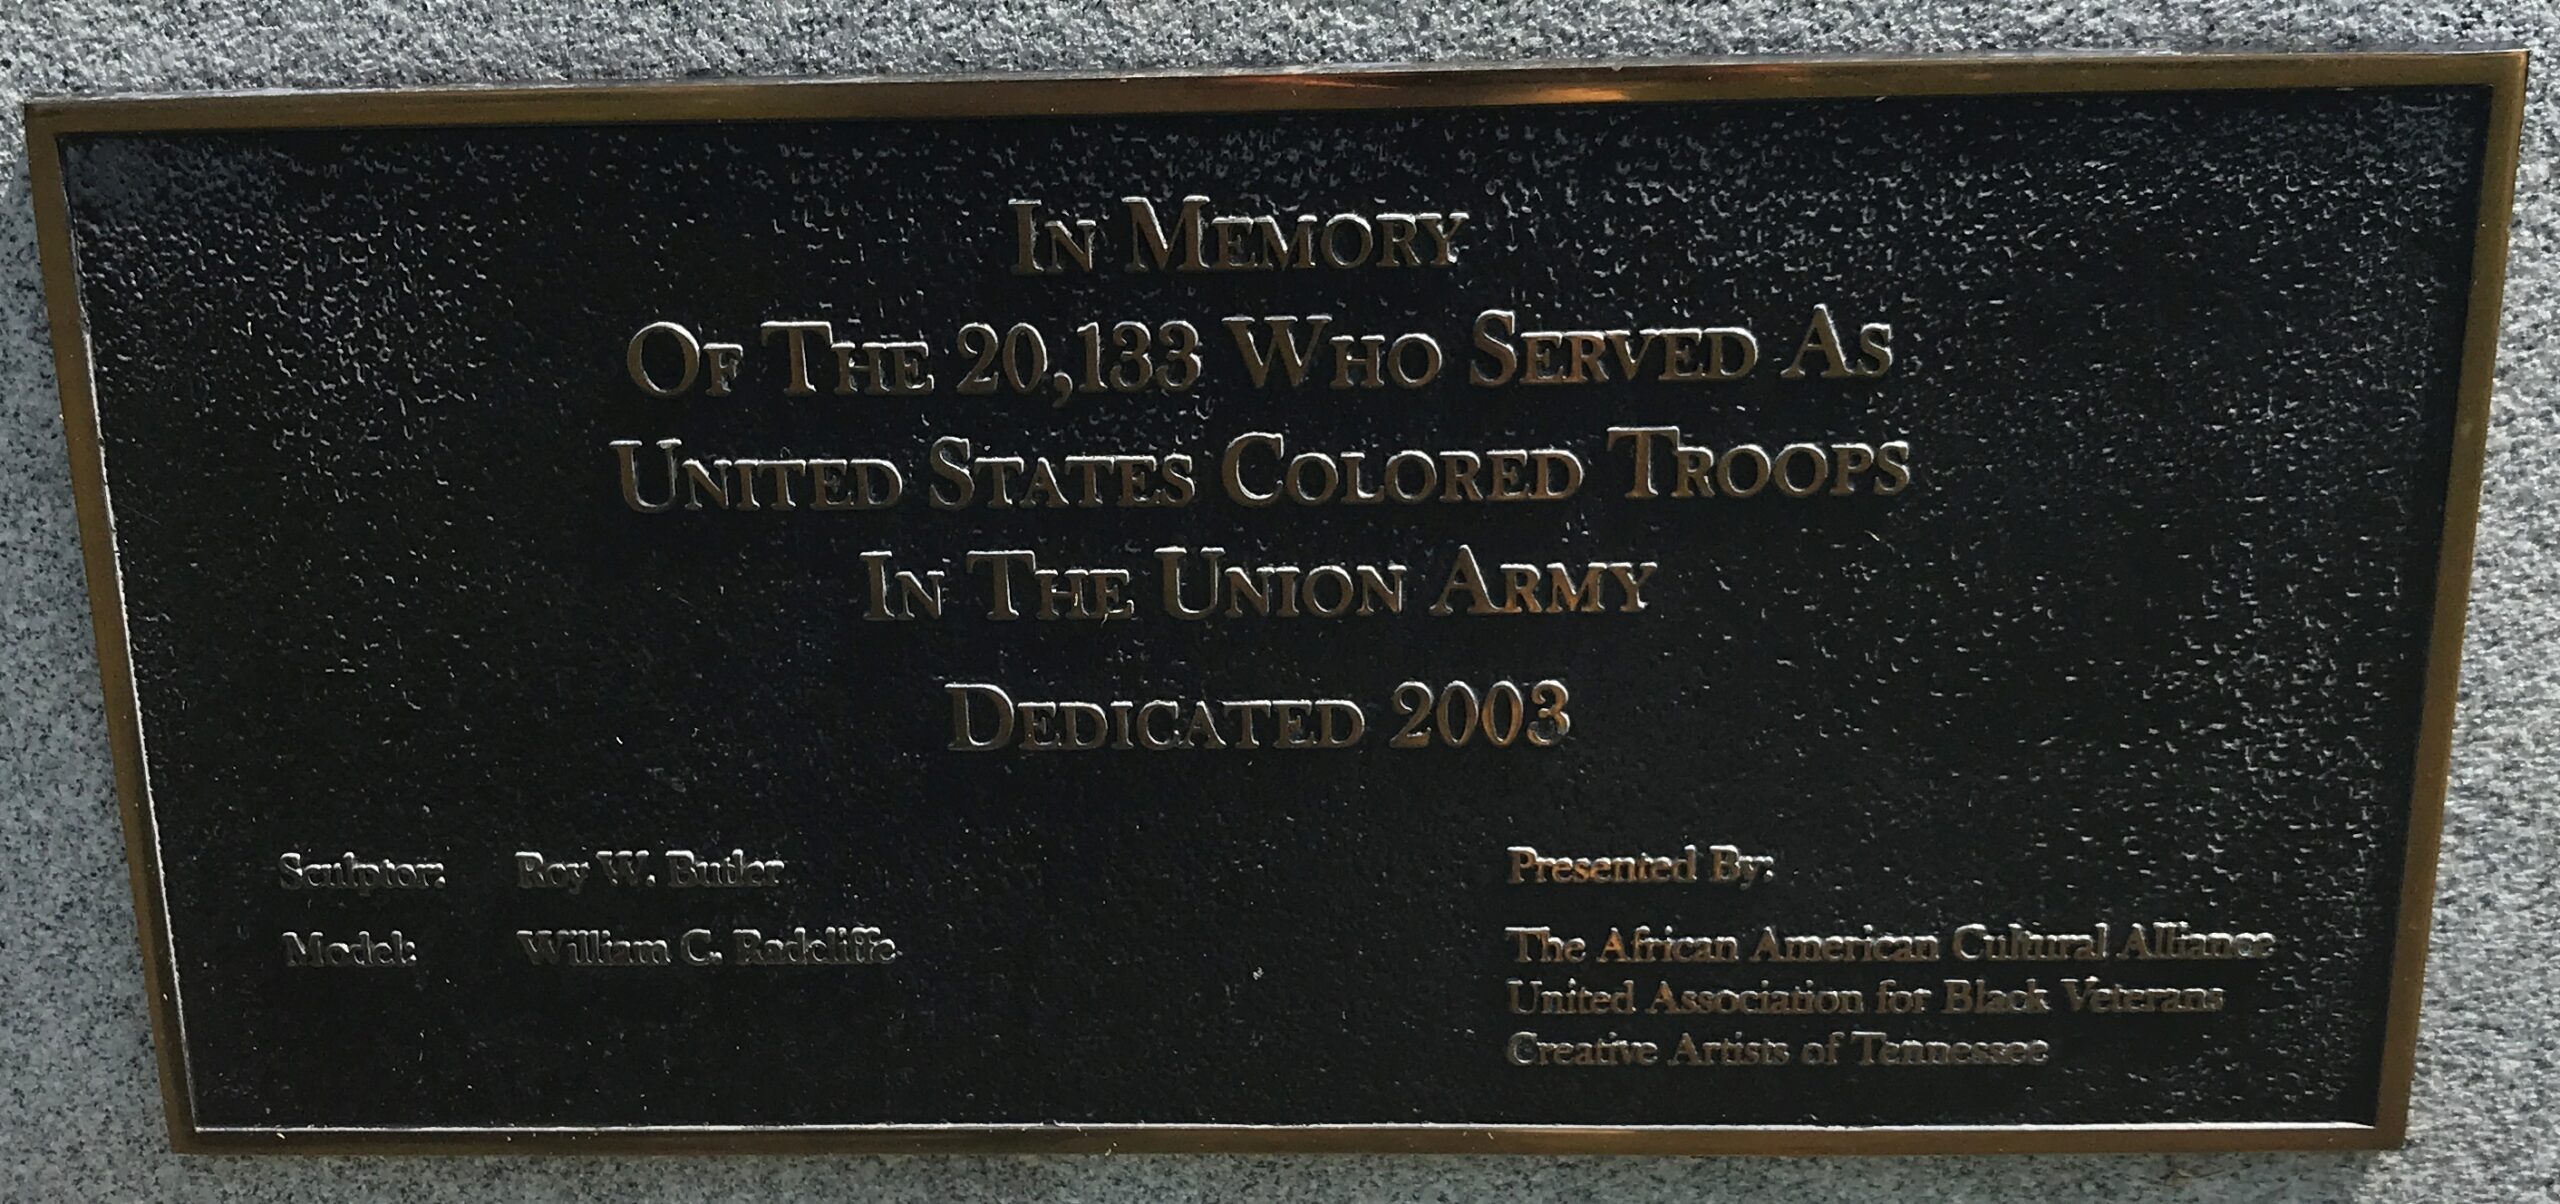 In Memory
Of The 20,133 Who Served As
United States Colored Troops
In The Union Army
Dedicated 2003
Sculptor: Roy W. Butler
Model: William C. Radcliffe
Presented By:
The African American Cultural Alliance
United Association for Black Veterans
Creative Artists of Tennessee